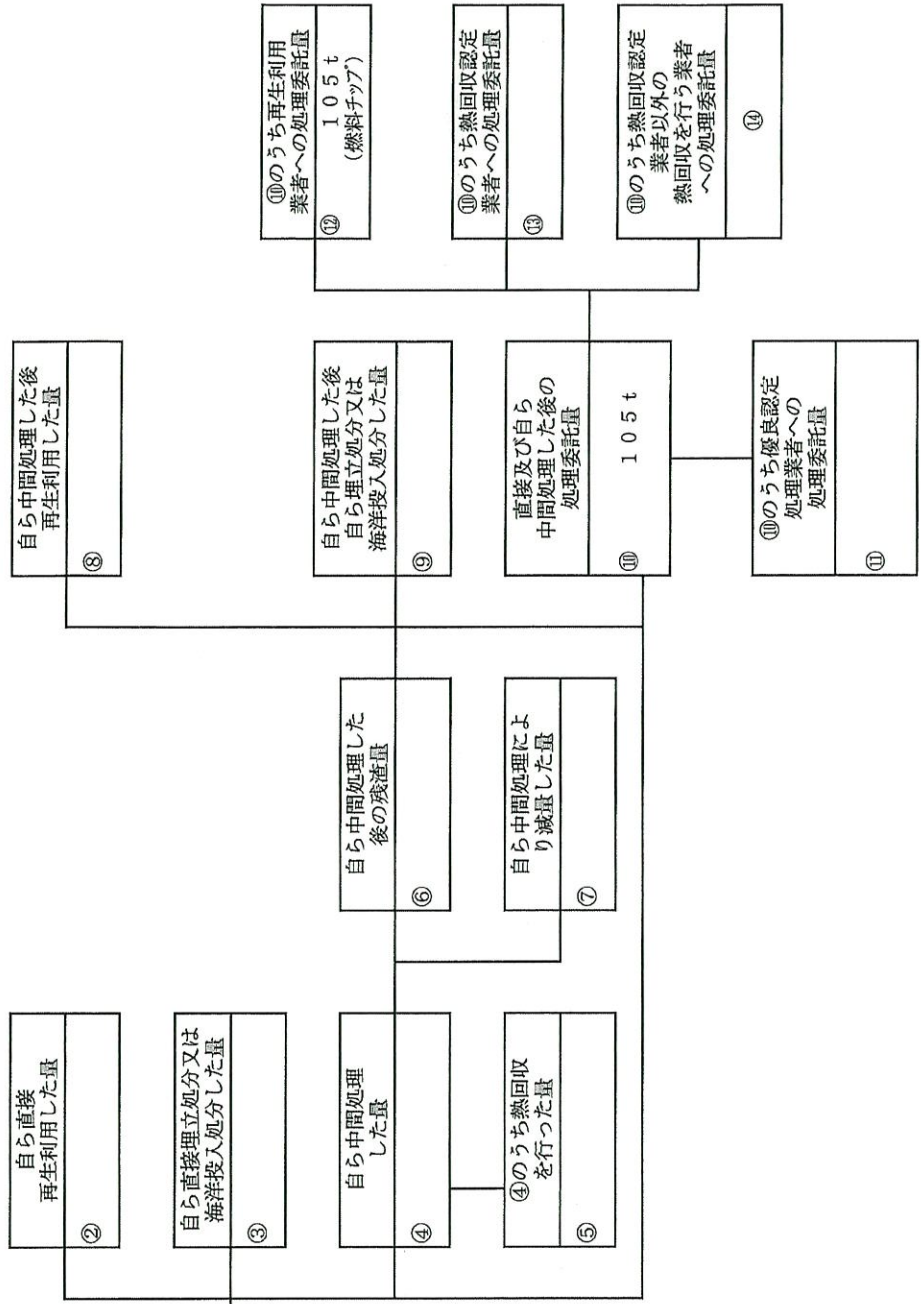 自ら直接
再生利用した量
②
自ら直接埋立処分又は
海洋投入処分した量
③
自ら中間処理
した量
④
④のうち熱回収
を行った量
⑤
自ら中間処理した
後の残渣量
⑥
自ら中間処理によ
り減量した量
⑦
自ら中間処理した後
再生利用した量
⑧
自ら中間処理した後
自ら埋立処分又は
海洋投入処分した量
⑨
直接及び自ら
中間処理した後の
処理委託量
⑩
105t
⑩のうち優良認定
処理業者への
処理委託量
⑪
⑩のうち再生利用
業者への処理委託量
⑫
105t
(燃料チップ)
⑩のうち熱回収認定
業者への処理委託量
⑬
⑩のうち熱回収認定
業者以外の
熱回収を行う業者
への処理委託量
⑭